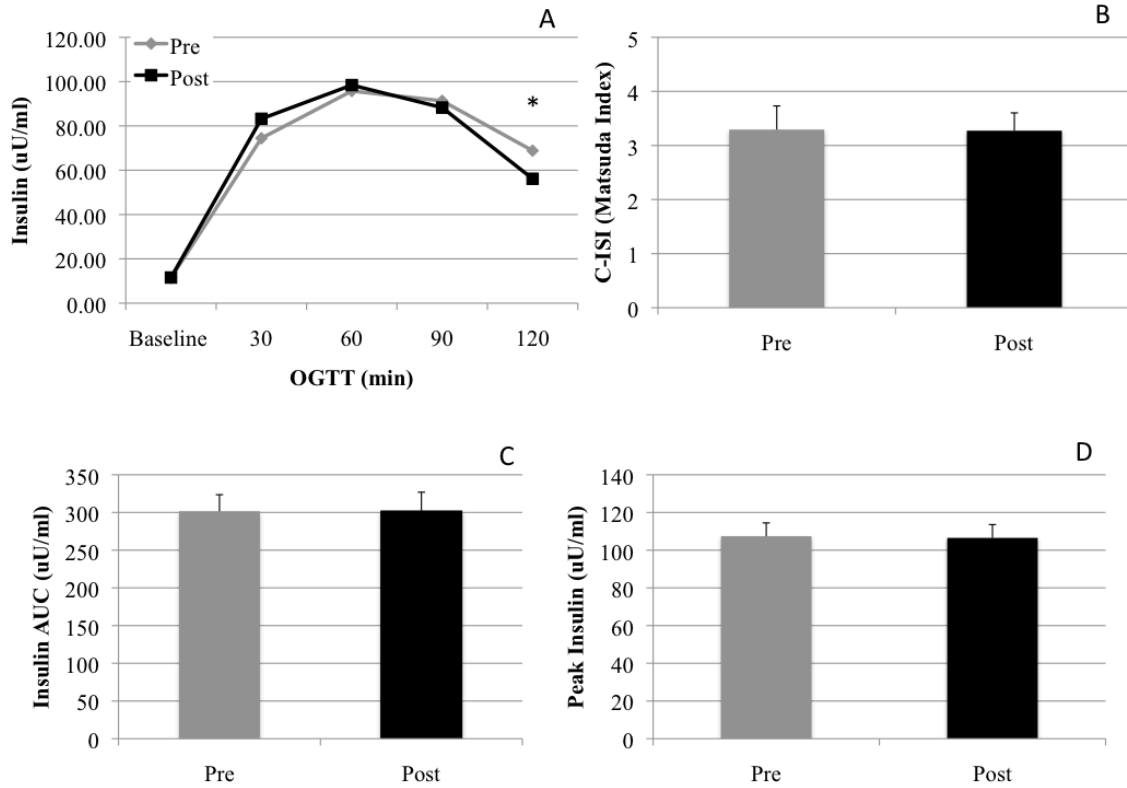 A
120.00
100.00
80.00
60.00
40.00
20.00
0.00
Insulin (uU/ml)
Pre
Post
*
Baseline 30 60 90 120
OGTT (min)
B
5
4
3
2
1
0
C-ISI (Matsuda Index)
Pre Post
C
350
300
250
200
150
100
50
0
Insulin AUC (uU/ml)
Pre Post
D
140
120
100
80
60
40
20
0
Peak Insulin (uU/ml)
Pre Post